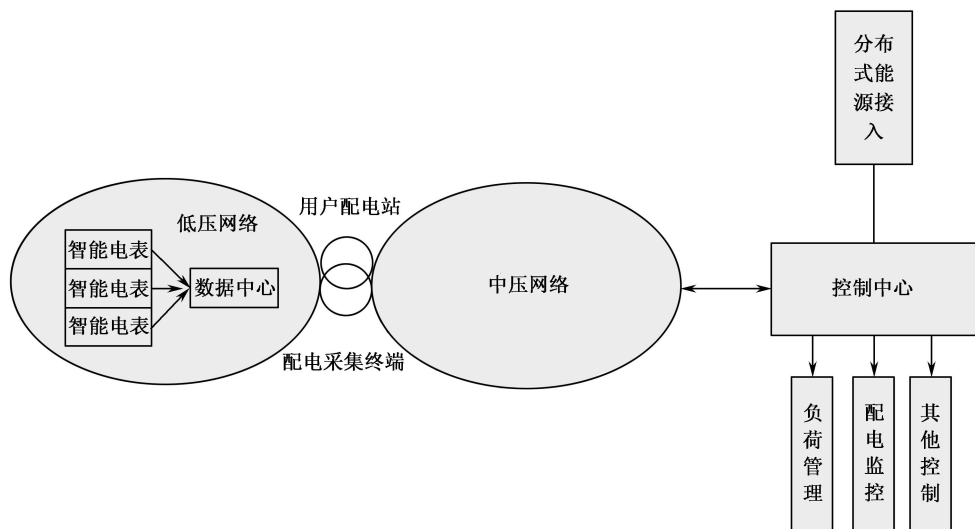 分布
式能
源接
入
用户配电站
低压网络
智能电表
智能电表
智能电表
数据中心
中压网络
控制中心
配电采集终端
负荷管理
配电监控
其他控制